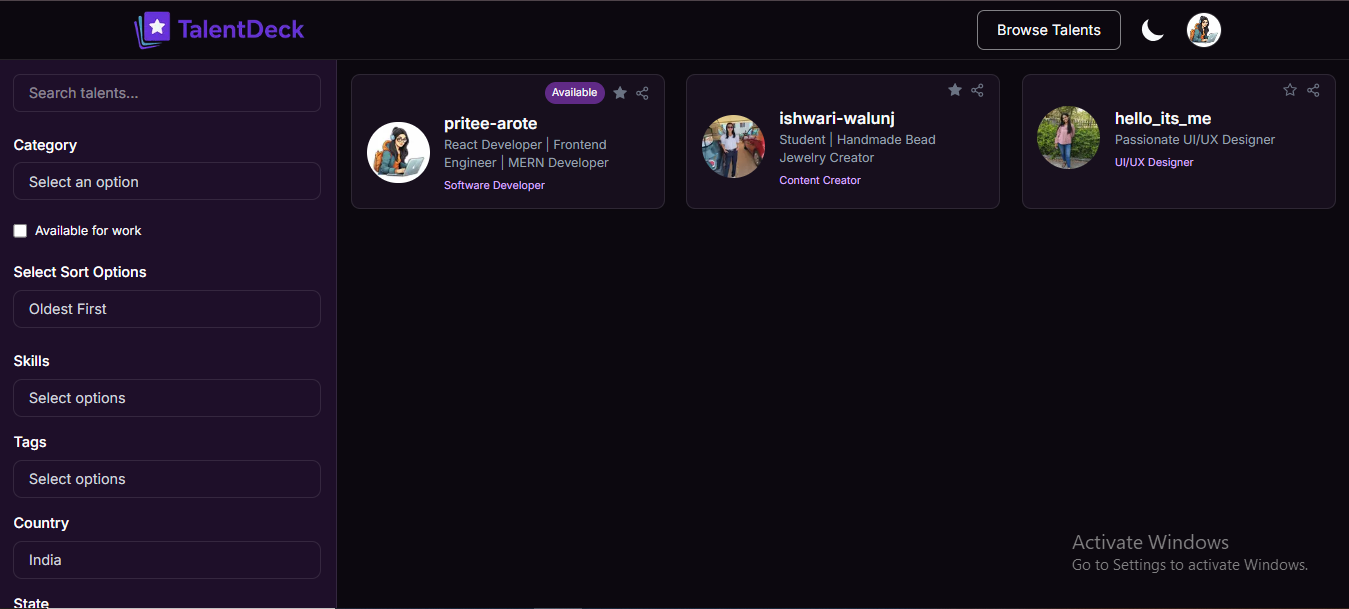 TalentDeck
Browse Talents
Search talents...
Category
Select an option
Available for work
Select Sort Options
Oldest First
Skills
Select options
Tags
Select options
Country
India
State
Available
pritee-arote
React Developer | Frontend
Engineer | MERN Developer
Software Developer
ishwari-walunj
Student | Handmade Bead
Jewelry Creator
Content Creator
hello_its_me
Passionate UI/UX Designer
UI/UX Designer
Activate Windows
Go to Settings to activate Windows.